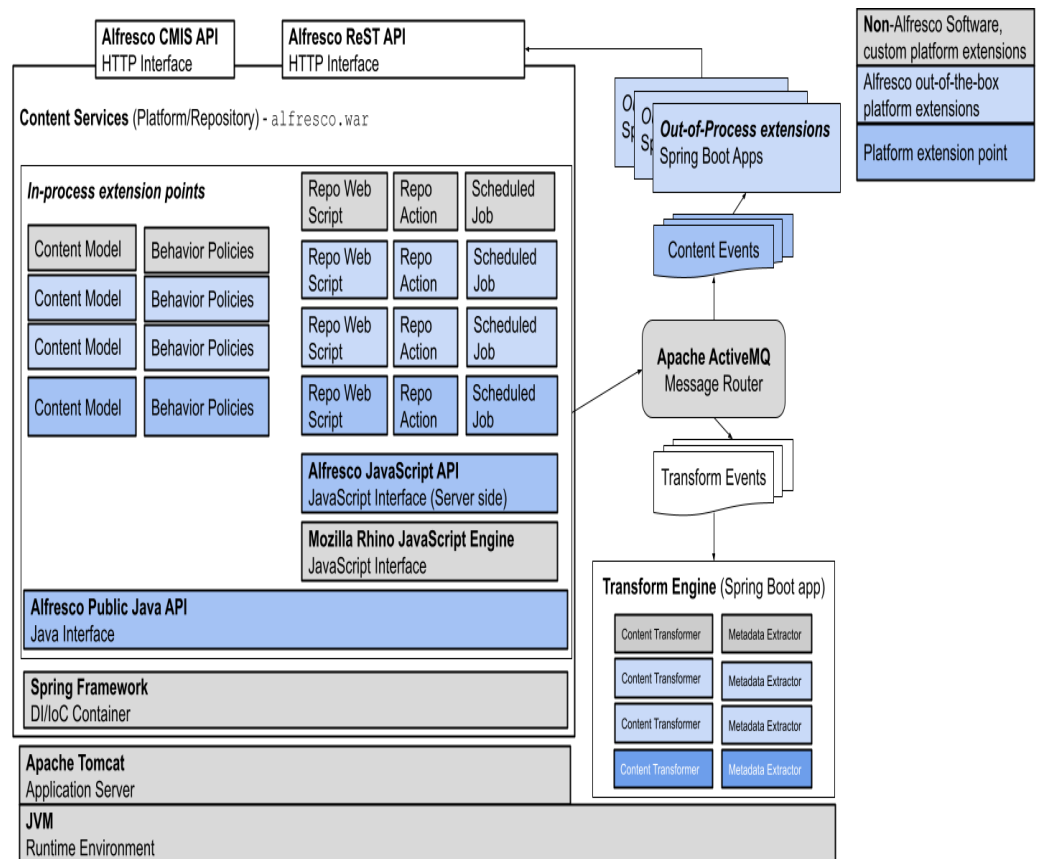 Alfresco CMIS API
HTTP Interface
Alfresco ReST API
HTTP Interface
Non-Alfresco Software,
custom platform extensions
Alfresco out-of-the-box
platform extensions
Platform extension point
Content Services (Platform/Repository) - alfresco.war
In-process extension points
Content Model
Behavior Policies
Content Model
Behavior Policies
Content Model
Behavior Policies
Content Model
Behavior Policies
Repo Web
Script
Repo
Action
Scheduled
Job
Repo Web
Script
Repo
Action
Scheduled
Job
Repo Web
Script
Repo
Action
Scheduled
Job
Repo Web
Script
Repo
Action
Scheduled
Job
Alfresco JavaScript API
JavaScript Interface (Server side)
Mozilla Rhino JavaScript Engine
JavaScript Interface
Alfresco Public Java API
Java Interface
Spring Framework
DI/IoC Container
Apache Tomcat
Application Server
JVM
Runtime Environment
Out-of-Process extensions
Spring Boot Apps
Content Events
Apache ActiveMQ
Message Router
Transform Events
Transform Engine (Spring Boot app)
Content Transformer
Metadata Extractor
Content Transformer
Metadata Extractor
Content Transformer
Metadata Extractor
Content Transformer
Metadata Extractor